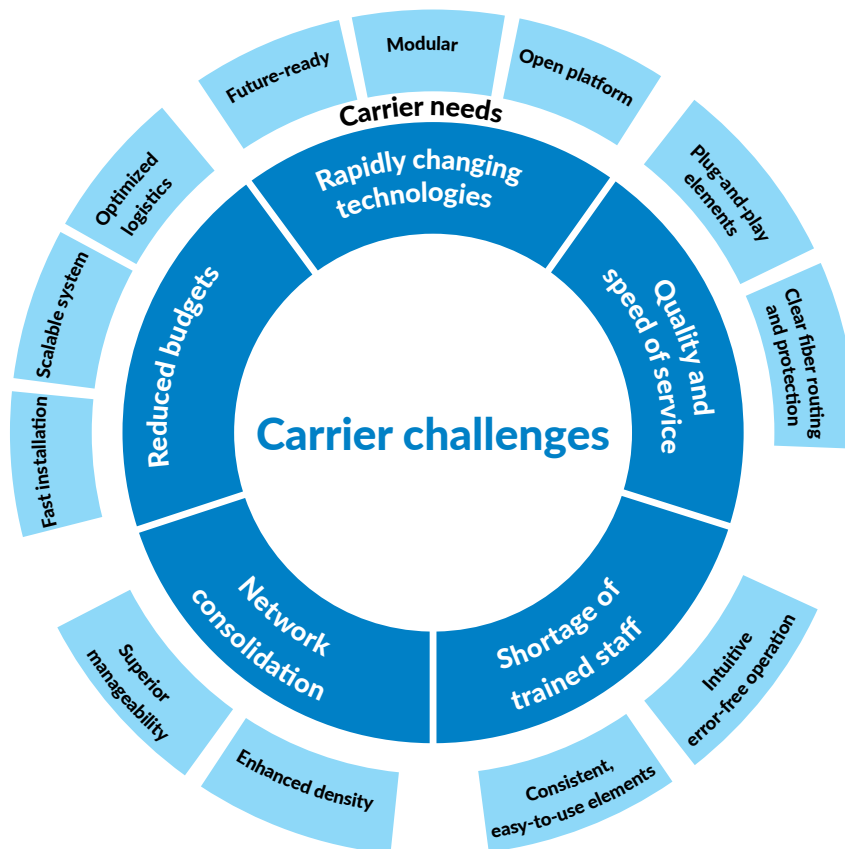 Future-ready
Modular
Open platform
Carrier needs
Rapidly changing
technologies
Optimized
logistics
Scalable system
Fast installation
Reduced budgets
Plug-and-play
elements
Clear fiber routing
and protection
Quality and
speed of service
Carrier challenges
Network
consolidation
Shortage of
trained staff
Superior
manageability
Enhanced density
Consistent,
easy-to-use elements
Intuitive
error-free operation